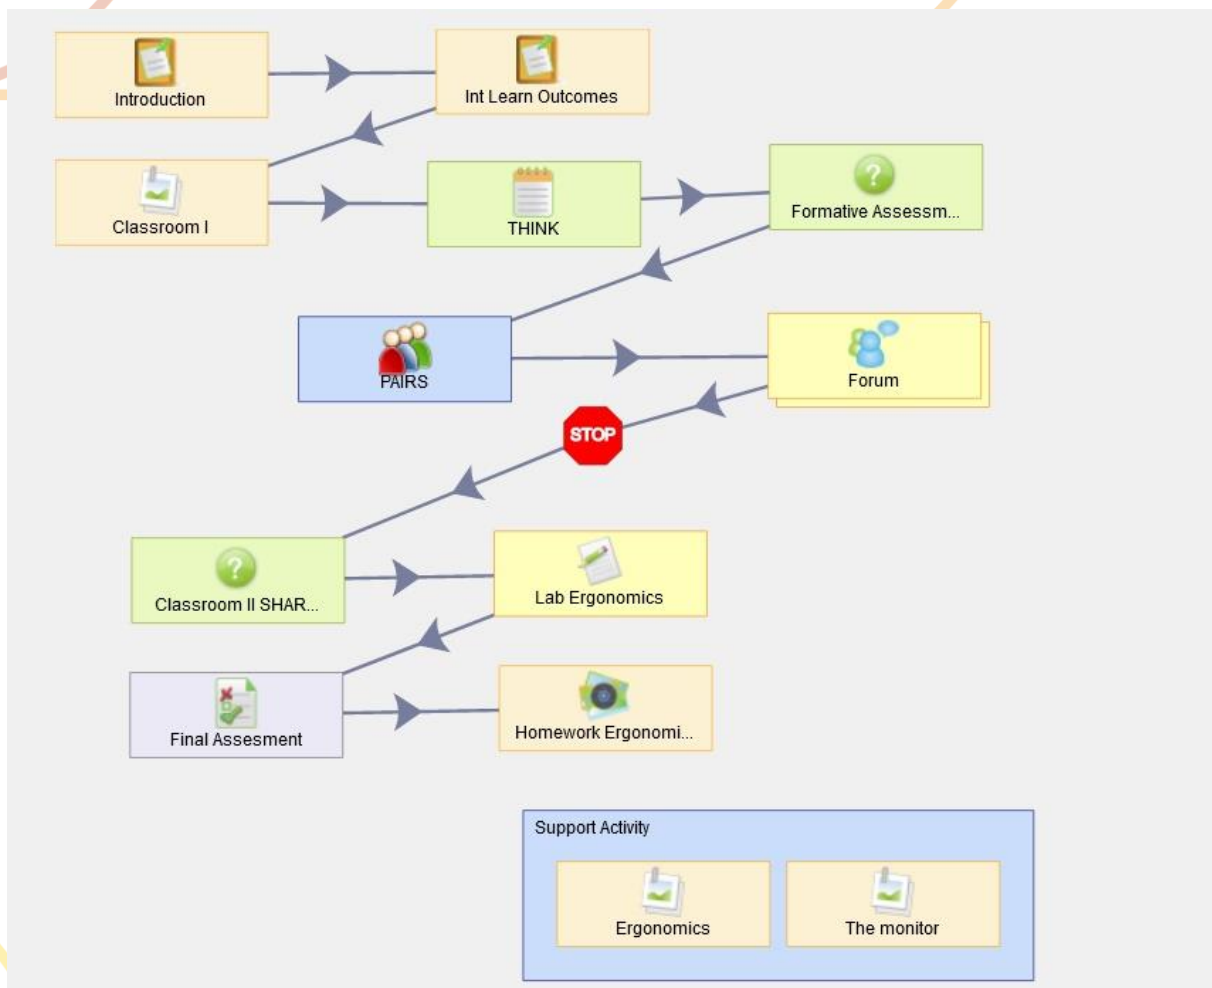 Introduction
Int Learn Outcomes
Classroom I
THINK
Formative Assessm...
PAIRS
Forum
STOP
Classroom II SHAR...
Lab Ergonomics
Final Assesment
Homework Ergonomi...
Support Activity
Ergonomics
The monitor